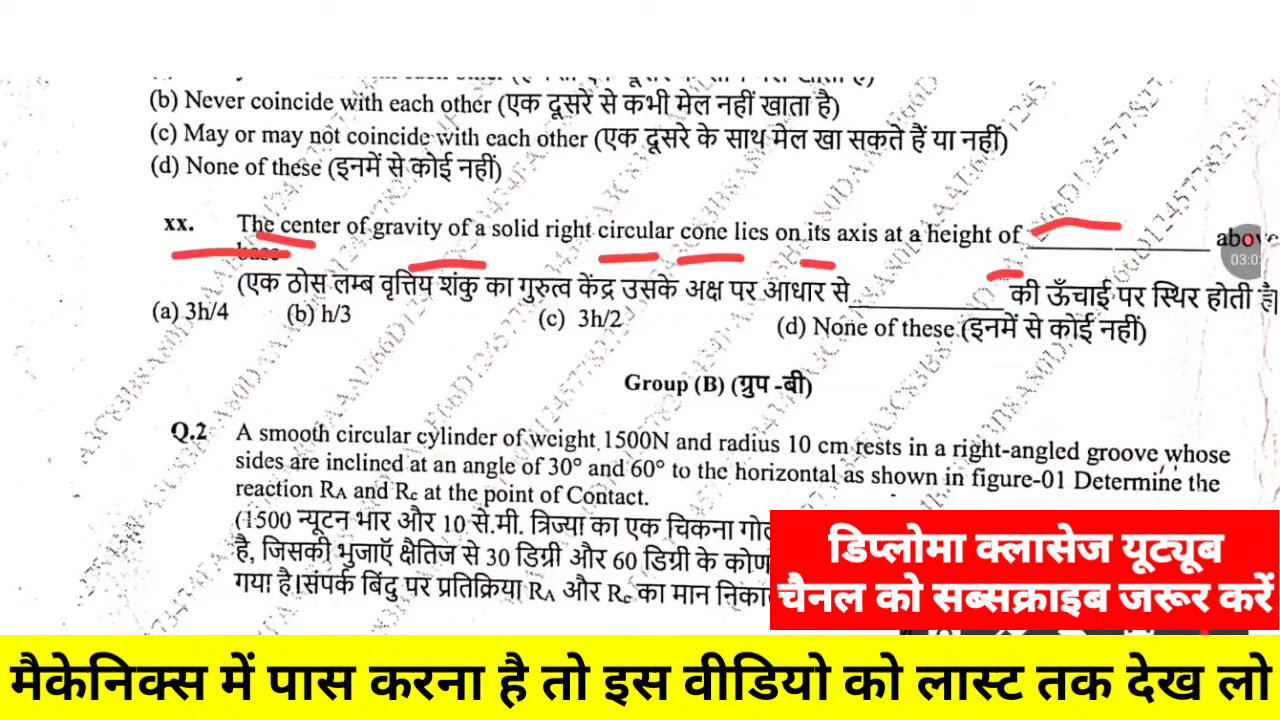 (b) Never coincide with each other (एक दूसरे से कभी मेल नहीं खाता है)
(c) May or may not coincide with each other (एक दूसरे के साथ मेल खा सकते हैं या नहीं)
(d) None of these (इनमें से कोई नहीं)
xx. The center of gravity of a solid right circular cone lies on its axis at a height of ____________ above
base
(एक ठोस लम्ब वृत्तिय शंकु का गुरुत्व केंद्र उसके अक्ष पर आधार से____________ की ऊँचाई पर स्थिर होती है।
(a) 3h/4 (b) h/3 (c) 3h/2 (d) None of these (इनमें से कोई नहीं)
Group (B) (ग्रुप -बी)
Q.2 A smooth circular cylinder of weight 1500N and radius 10 cm rests in a right-angled groove whose
sides are inclined at an angle of 30° and 60° to the horizontal as shown in figure-01 Determine the
reaction RA and Rc at the point of Contact.
(1500 न्यूटन भार और 10 से.मी. त्रिज्या का एक चिकना
है, जिसकी भुजाएँ क्षैतिज से 30 डिग्री और 60 डिग्री के
गया है।संपर्क बिंदु पर प्रतिक्रिया RA और Rc का मान
03:0
डिप्लोमा क्लासेज यूट्यूब
चैनल को सब्सक्राइब जरूर करें
मैकेनिक्स में पास करना है तो इस वीडियो को लास्ट तक देख लो